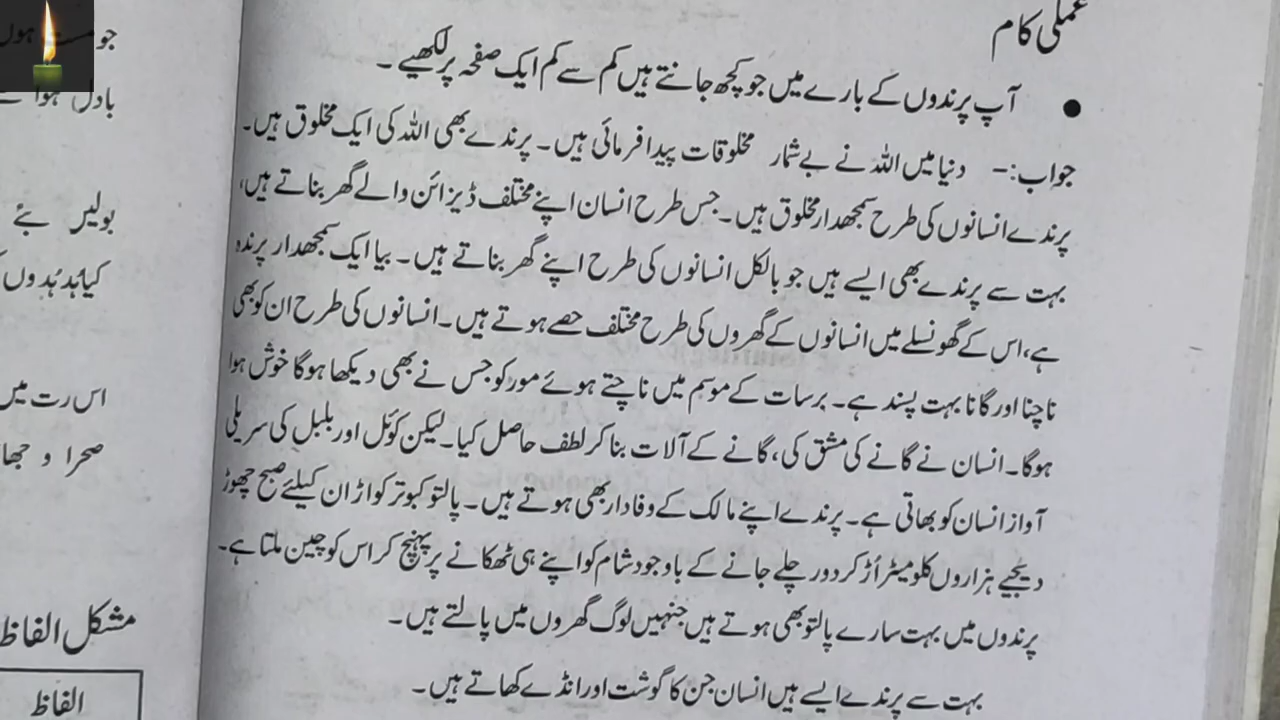 عملی کام
آپ پرندوں کے بارے میں جو کچھ جانتے ہیں کم سے کم ایک صفحہ پر لکھیے ۔
جواب:- دنیا میں اللہ نے بے شمار مخلوقات پیدا فرمائی ہیں۔ پرندے بھی اللہ کی ایک مخلوق ہیں۔
پرندے انسانوں کی طرح سمجھدار مخلوق ہیں۔ جس طرح انسان اپنے مختلف ڈیزائن والے گھر بناتے ہیں،
بہت سے پرندے بھی ایسے ہیں جو بالکل انسانوں کی طرح اپنے گھر بناتے ہیں۔ بیا ایک سمجھدار پرندہ
ہے، اس کے گھونسلے میں انسانوں کے گھروں کی طرح مختلف حصے ہوتے ہیں۔ انسانوں کی طرح ان کو بھی
ناچنا اور گانا بہت پسند ہے۔ برسات کے موسم میں ناچتے ہوئے مور کو جس نے بھی دیکھا ہوگا خوش ہوا
ہوگا۔ انسان نے گانے کی مشق کی، گانے کے آلات بنا کر لطف حاصل کیا۔ لیکن کوئل اور بلبل کی سریلی
آواز انسان کو بھاتی ہے۔ پرندے اپنے مالک کے وفادار بھی ہوتے ہیں۔ پالتو کبوتر کو اڑان کیلئے صبح چھوڑ
دیجیے ہزاروں کلومیٹر اُڑ کر دور چلے جانے کے باوجود شام کو اپنے ہی ٹھکانے پر پہنچ کر اس کو چین ملتا ہے۔
پرندوں میں بہت سارے پالتو بھی ہوتے ہیں جنہیں لوگ گھروں میں پالتے ہیں۔
بہت سے پرندے ایسے ہیں انسان جن کا گوشت اور انڈے کھاتے ہیں ۔
بولیں بئے
اس رت میں
صحرا و
مشکل الفاظ
الفاظ